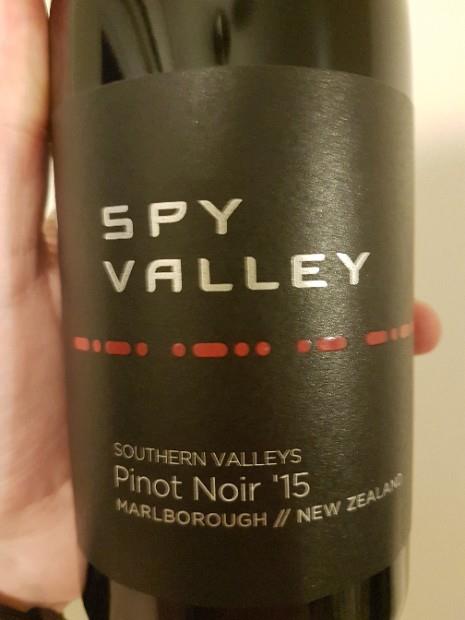 SPY
VALLEY
SOUTHERN VALLEYS
Pinot Noir '15
MARLBOROUGH // NEW ZEALAND